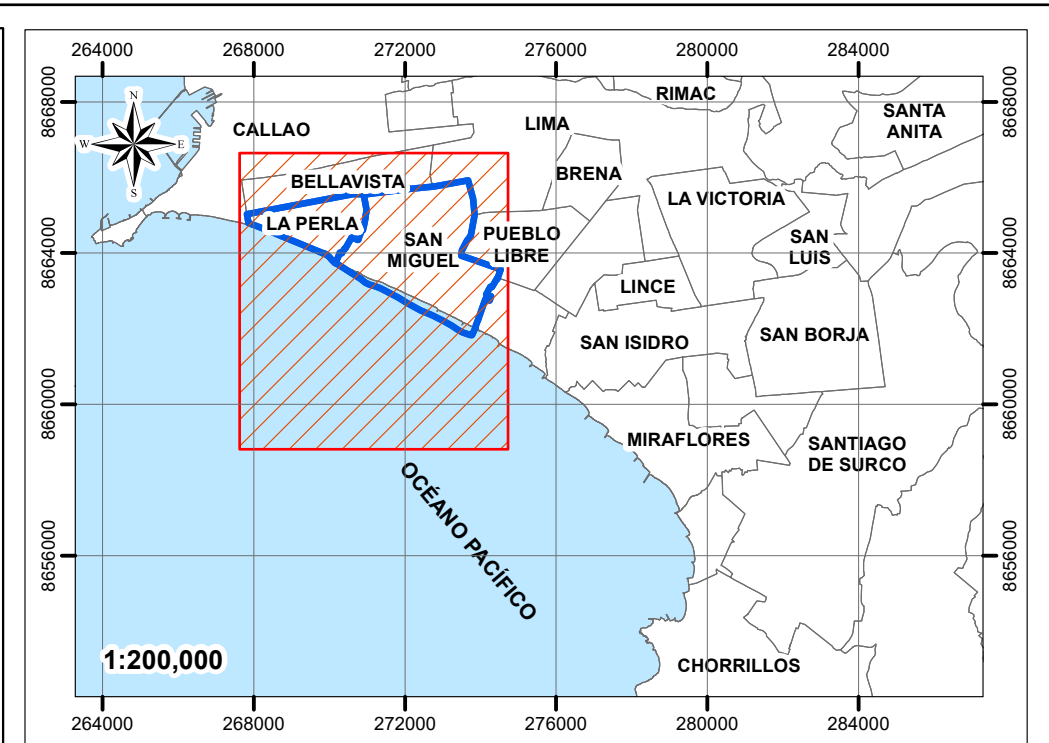 264000
268000
272000
276000
280000
284000
8668000
8668000
N
W
E
S
RIMAC
SANTA
ANITA
CALLAO
LIMA
BRENA
BELLAVISTA
LA VICTORIA
LA PERLA
SAN
MIGUEL
PUEBLO
LIBRE
SAN
LUIS
8664000
8664000
LINCE
SAN ISIDRO
SAN BORJA
8660000
8660000
MIRAFLORES
SANTIAGO
DE SURCO
OCÉANO PACÍFICO
8656000
8656000
1:200,000
CHORRILLOS
264000
268000
272000
276000
280000
284000